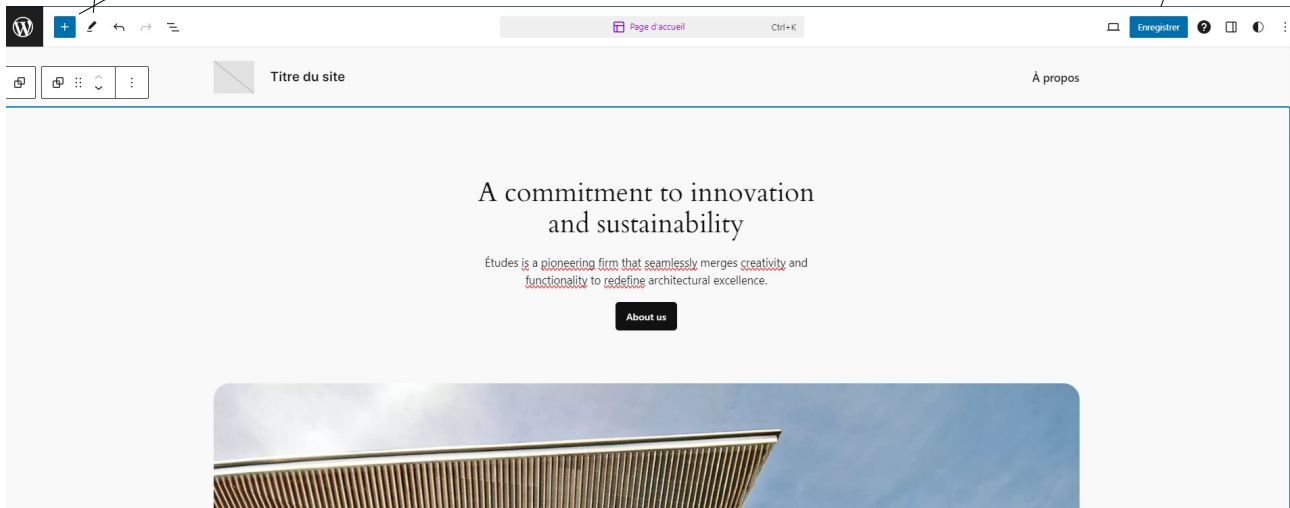 Page d'accueil Ctrl+K Enregistrer
Titre du site À propos
A commitment to innovation
and sustainability
Études is a pioneering firm that seamlessly merges creativity and
functionality to redefine architectural excellence.
About us